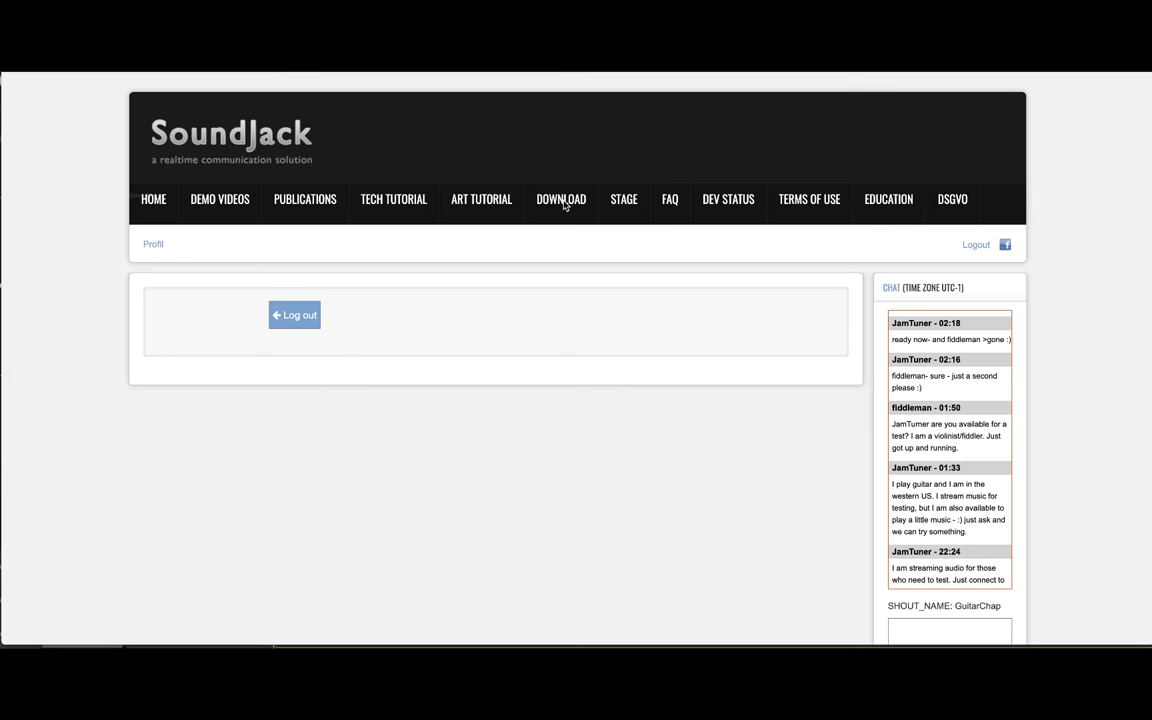 SoundJack
a realtime communication solution
HOME DEMO VIDEOS PUBLICATIONS TECH TUTORIAL ART TUTORIAL DOWNLOAD STAGE FAQ DEV STATUS TERMS OF USE EDUCATION DSGVO
Profil
Logout
Log out
CHAT (TIME ZONE UTC-1)
JamTuner - 02:18
ready now- and fiddleman >gone :)
JamTuner - 02:16
fiddleman- sure - just a second
please :)
fiddleman - 01:50
JamTurner are you available for a
test? I am a violinist/fiddler. Just
got up and running.
JamTuner - 01:33
I play guitar and I am in the
western US. I stream music for
testing, but I am also available to
play a little music - :) just ask and
we can try something.
JamTuner - 22:24
I am streaming audio for those
who need to test. Just connect to
SHOUT_NAME: GuitarChap